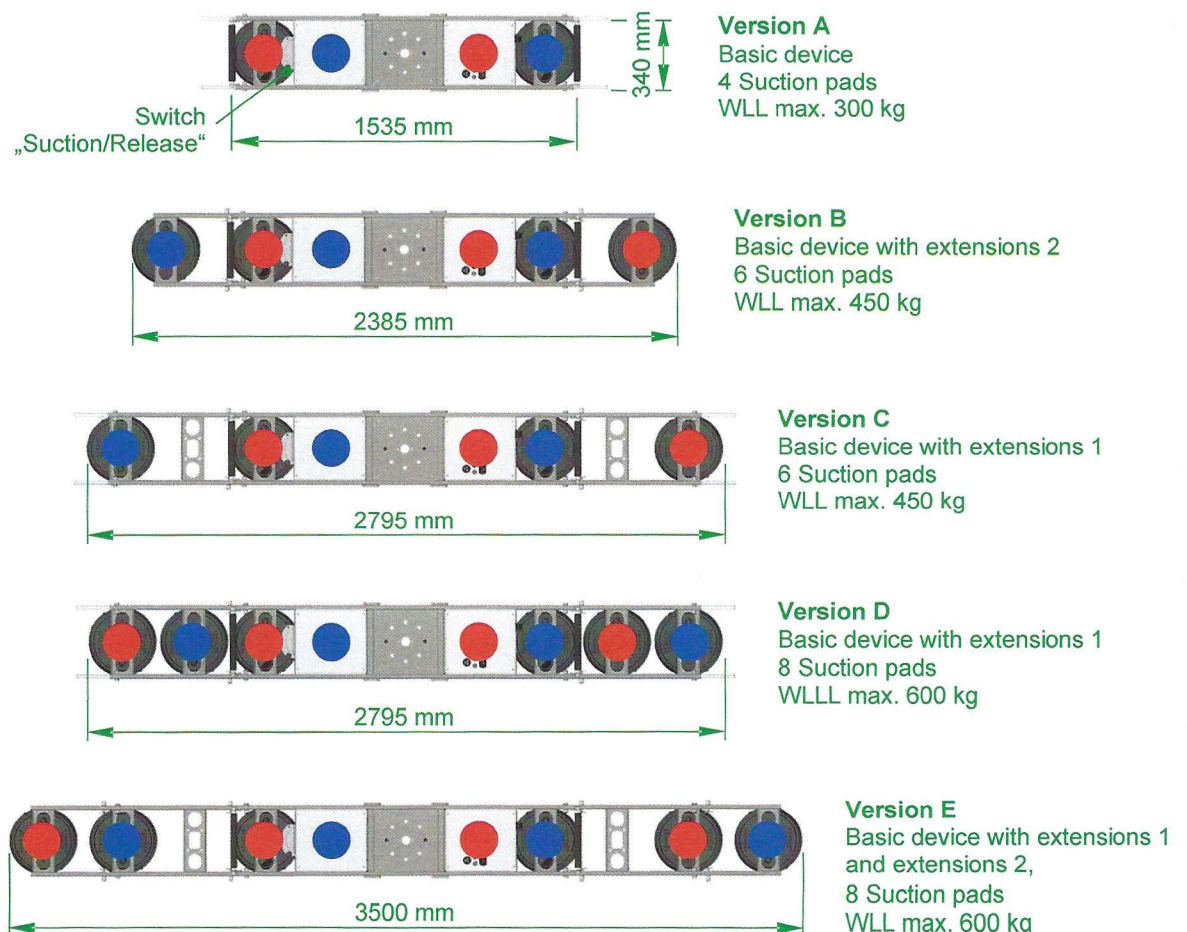 Version A
Basic device
4 Suction pads
WLL max. 300 kg
340 mm
Switch
„Suction/Release“
1535 mm
Version B
Basic device with extensions 2
6 Suction pads
WLL max. 450 kg
2385 mm
Version C
Basic device with extensions 1
6 Suction pads
WLL max. 450 kg
2795 mm
Version D
Basic device with extensions 1
8 Suction pads
WLLL max. 600 kg
2795 mm
Version E
Basic device with extensions 1
and extensions 2,
8 Suction pads
WLL max. 600 kg
3500 mm